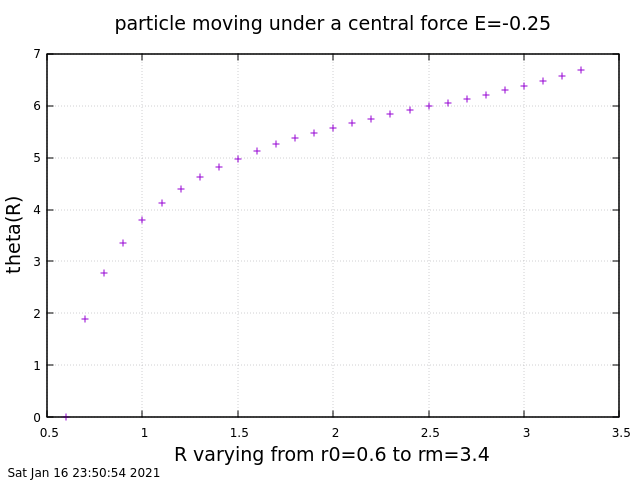 particle moving under a central force E=-0.25
7
6
5
4
3
2
1
0
theta(R)
0.5 1 1.5 2 2.5 3 3.5
R varying from r0=0.6 to rm=3.4
Sat Jan 16 23:50:54 2021